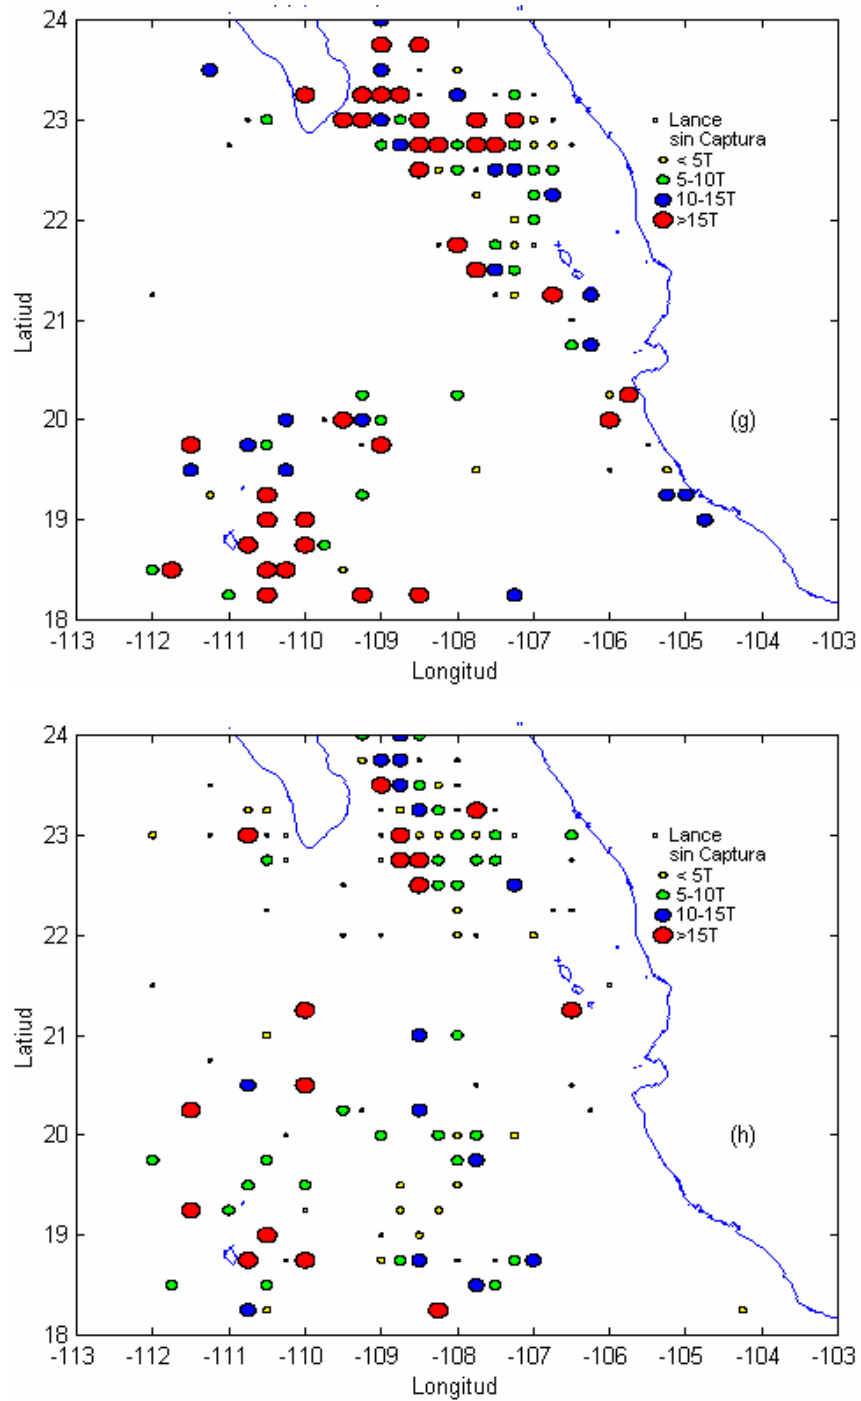 24
23
22
21
20
19
18
Latiud
Lance
sin Captura
< 5T
5-10T
10-15T
>15T
(g)
-113 -112 -111 -110 -109 -108 -107 -106 -105 -104 -103
Longitud
24
23
22
21
20
19
18
Latiud
Lance
sin Captura
< 5T
5-10T
10-15T
>15T
(h)
-113 -112 -111 -110 -109 -108 -107 -106 -105 -104 -103
Longitud